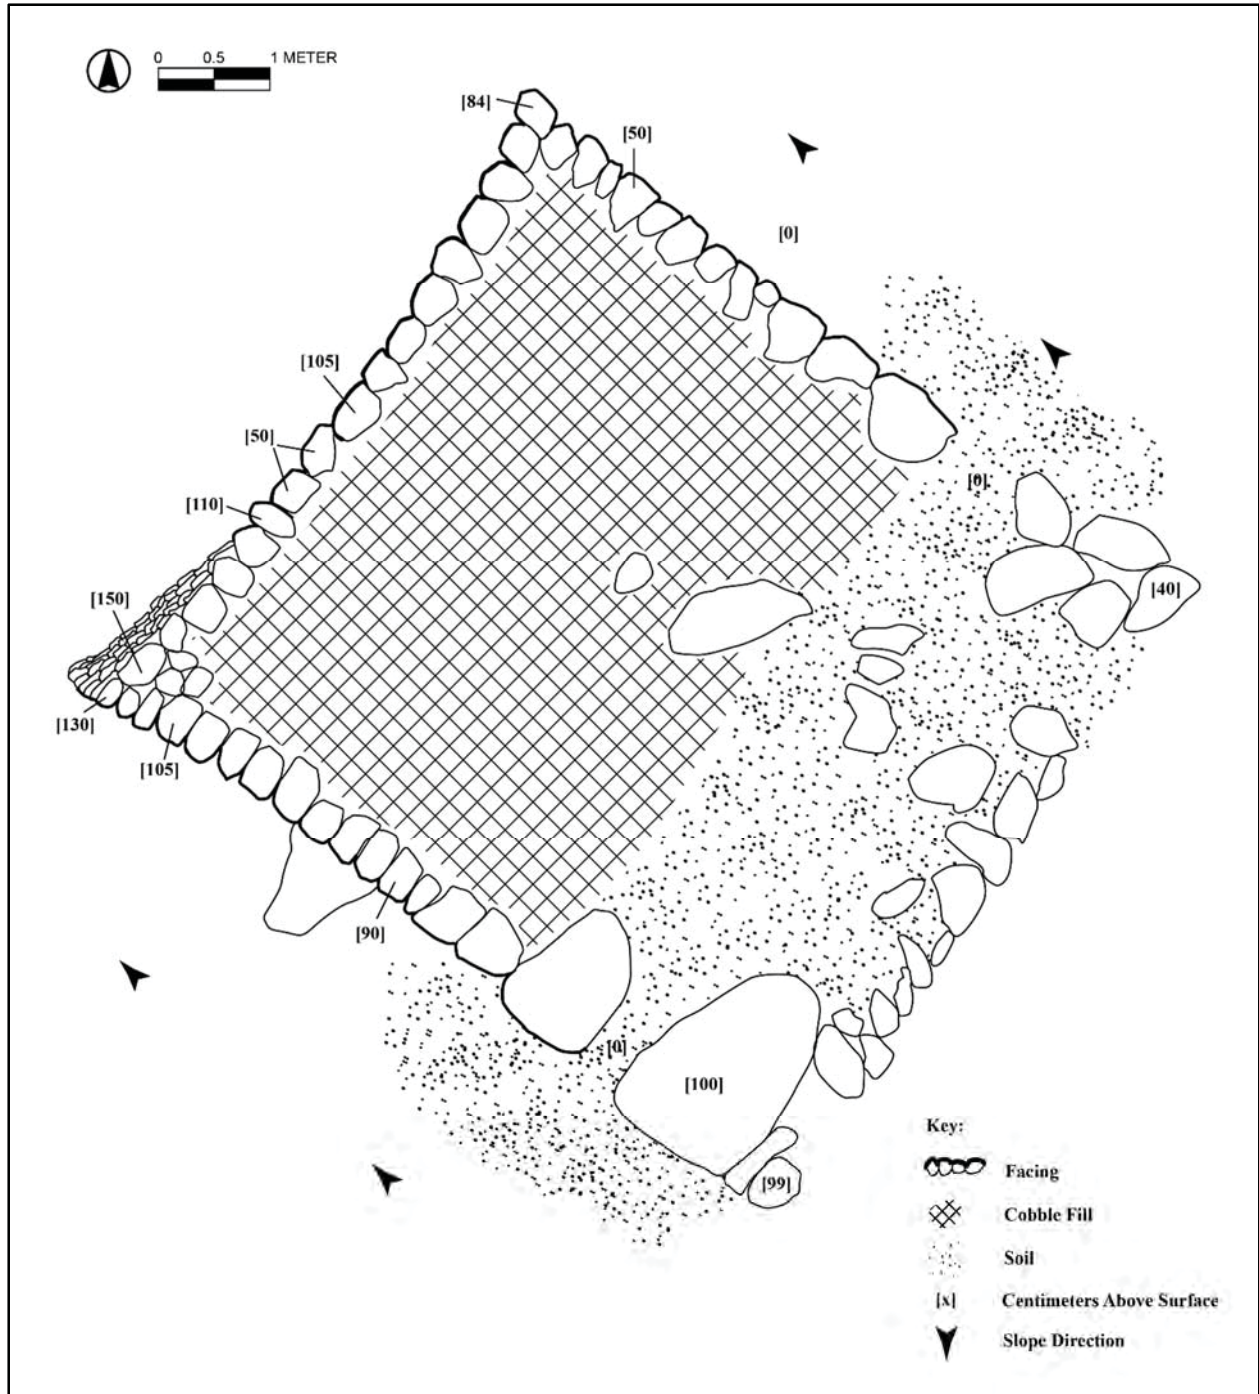 0 0.5 1 METER
[84]
[50]
[0]
[105]
[50]
[0]
[110]
[40]
[150]
[130]
[105]
[90]
[0]
[100]
[99]
Key:
Facing
Cobble Fill
Soil
[x] Centimeters Above Surface
Slope Direction